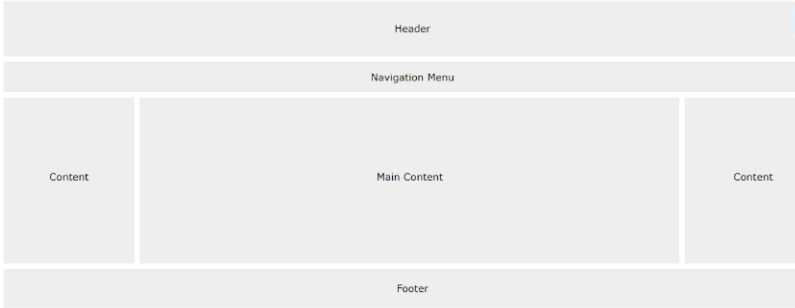 Header
Navigation Menu
Content
Main Content
Content
Footer